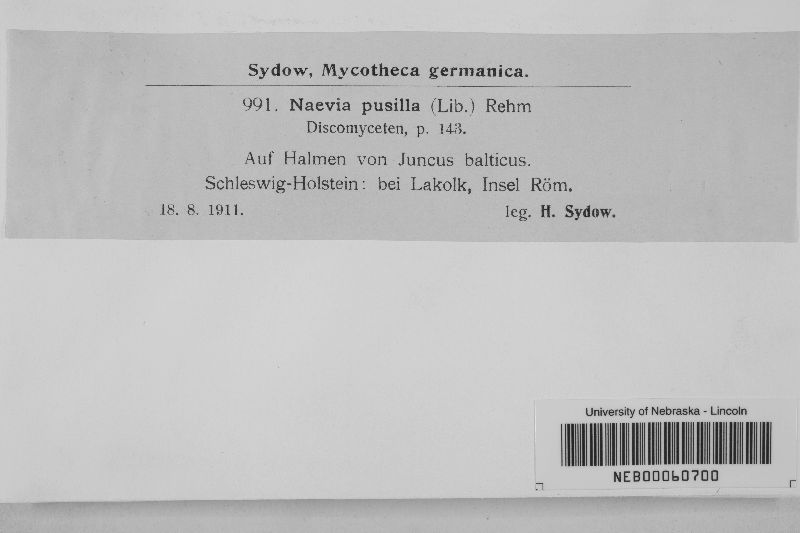 Sydow, Mycotheca germanica.
991. Naevia pusilla (Lib.) Rehm
Discomyceten, p. 143.
Auf Halmen von Juncus balticus.
Schleswig-Holstein: bei Lakolk, Insel Röm.
18. 8. 1911. leg. H. Sydow.
University of Nebraska - Lincoln
NEB00060700